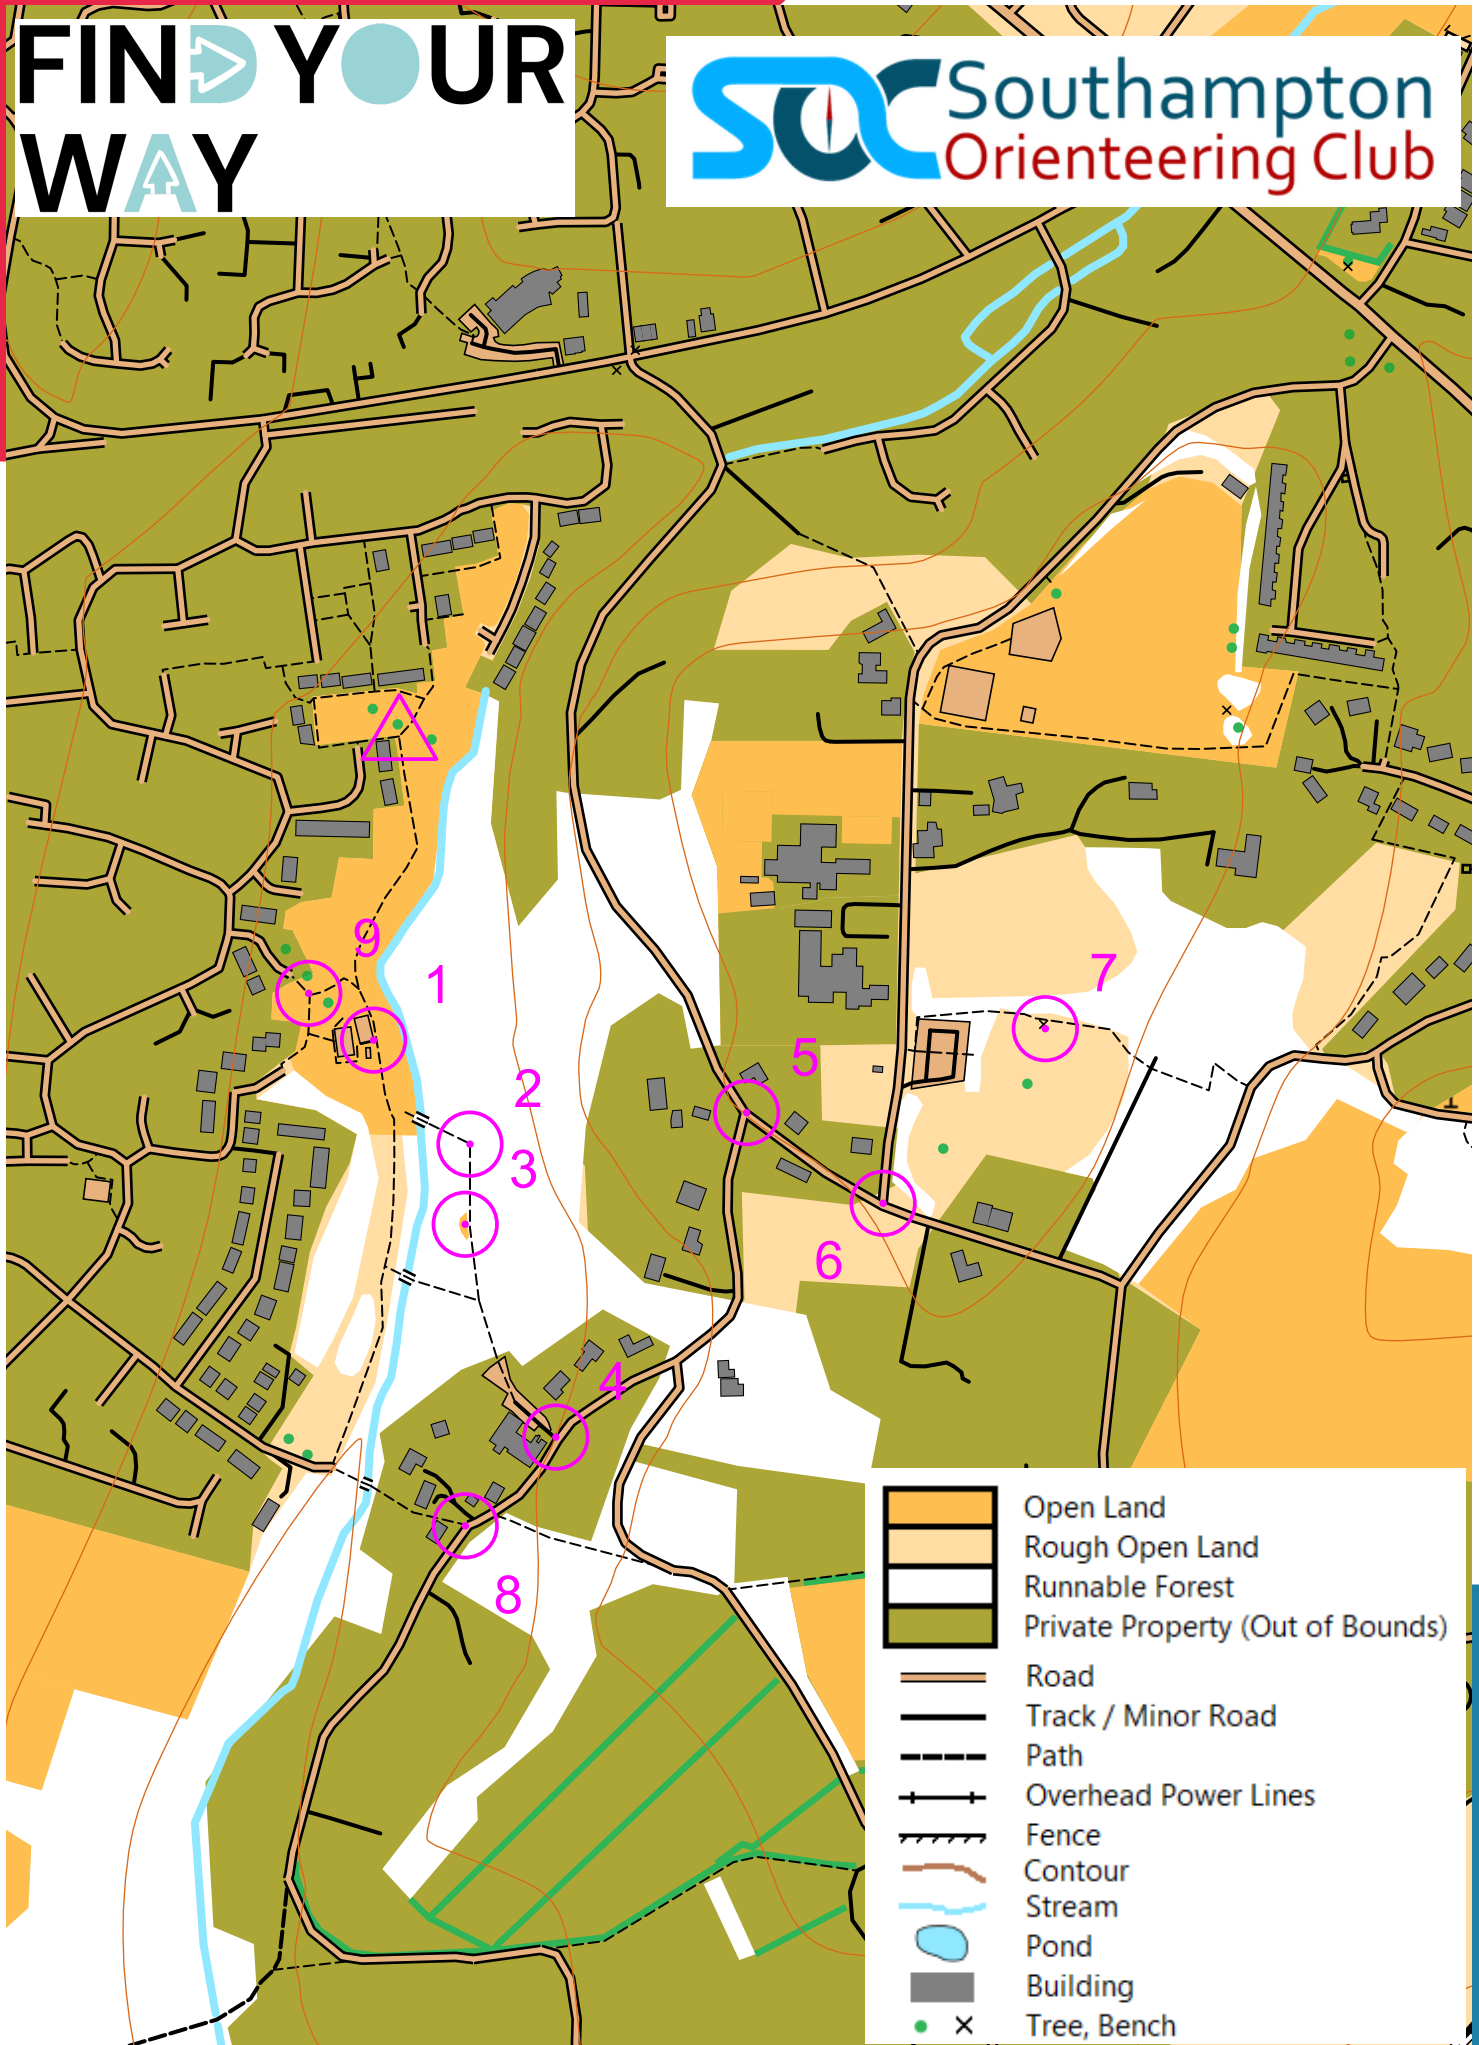 FIND YOUR
WAY
SOC Southampton
Orienteering Club
9
1
7
2
5
3
6
4
8
Open Land
Rough Open Land
Runnable Forest
Private Property (Out of Bounds)
Road
Track / Minor Road
Path
Overhead Power Lines
Fence
Contour
Stream
Pond
Building
Tree, Bench